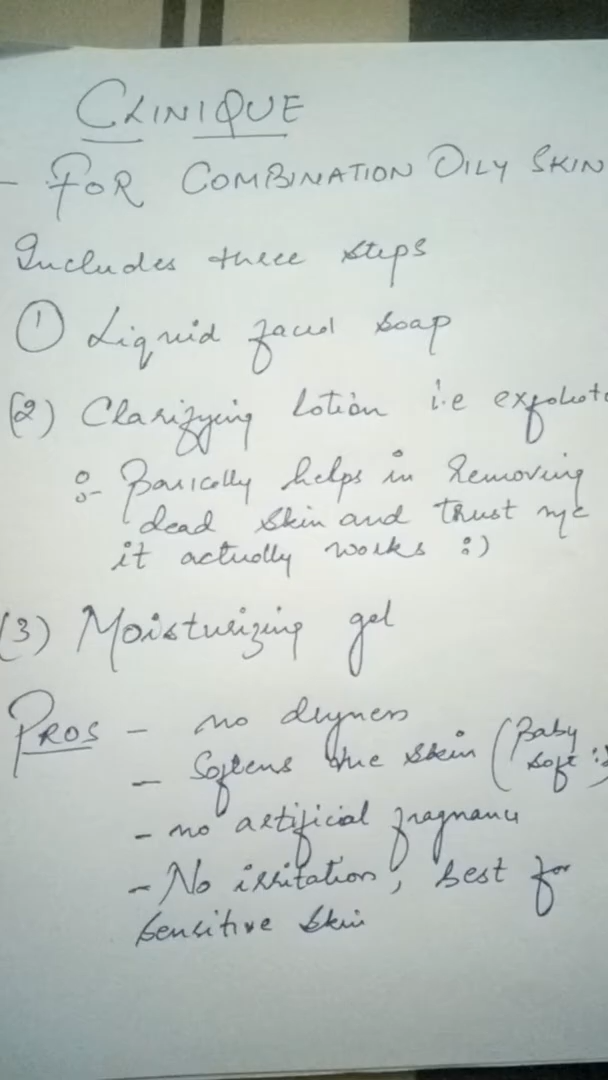 CLINIQUE
- FOR COMBINATION OILY SKIN
Includes three steps
① Liquid facial soap
(2) Clarifying lotion i.e exfoliate
:- Basically helps in removing
dead skin and trust me
it actually works :)
(3) Moisturizing gel
PROS - no dryness
- Softens the skin (Baby
soft :)
- no artificial fragnance
- No irritation, best for
sensitive skin